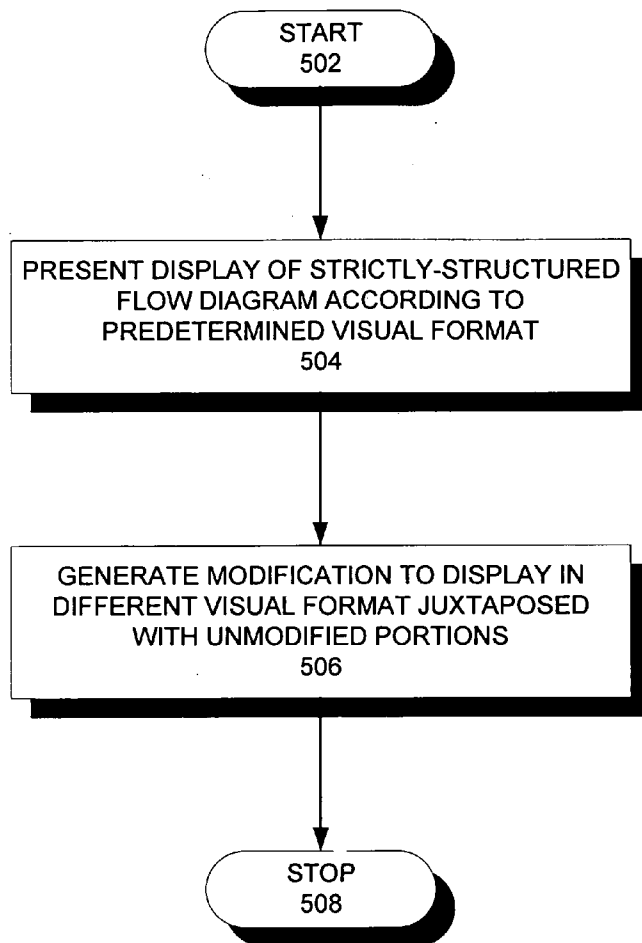 START
502
PRESENT DISPLAY OF STRICTLY-STRUCTURED
FLOW DIAGRAM ACCORDING TO
PREDETERMINED VISUAL FORMAT
504
GENERATE MODIFICATION TO DISPLAY IN
DIFFERENT VISUAL FORMAT JUXTAPOSED
WITH UNMODIFIED PORTIONS
506
STOP
508